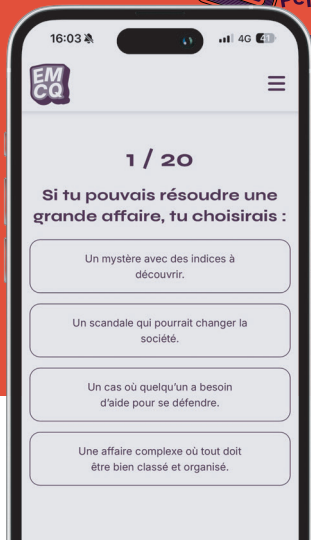 16:03
4G 41
EM
CQ
1 / 20
Si tu pouvais résoudre une
grande affaire, tu choisirais :
Un mystère avec des indices à
découvrir.
Un scandale qui pourrait changer la
société.
Un cas où quelqu'un a besoin
d'aide pour se défendre.
Une affaire complexe où tout doit
être bien classé et organisé.